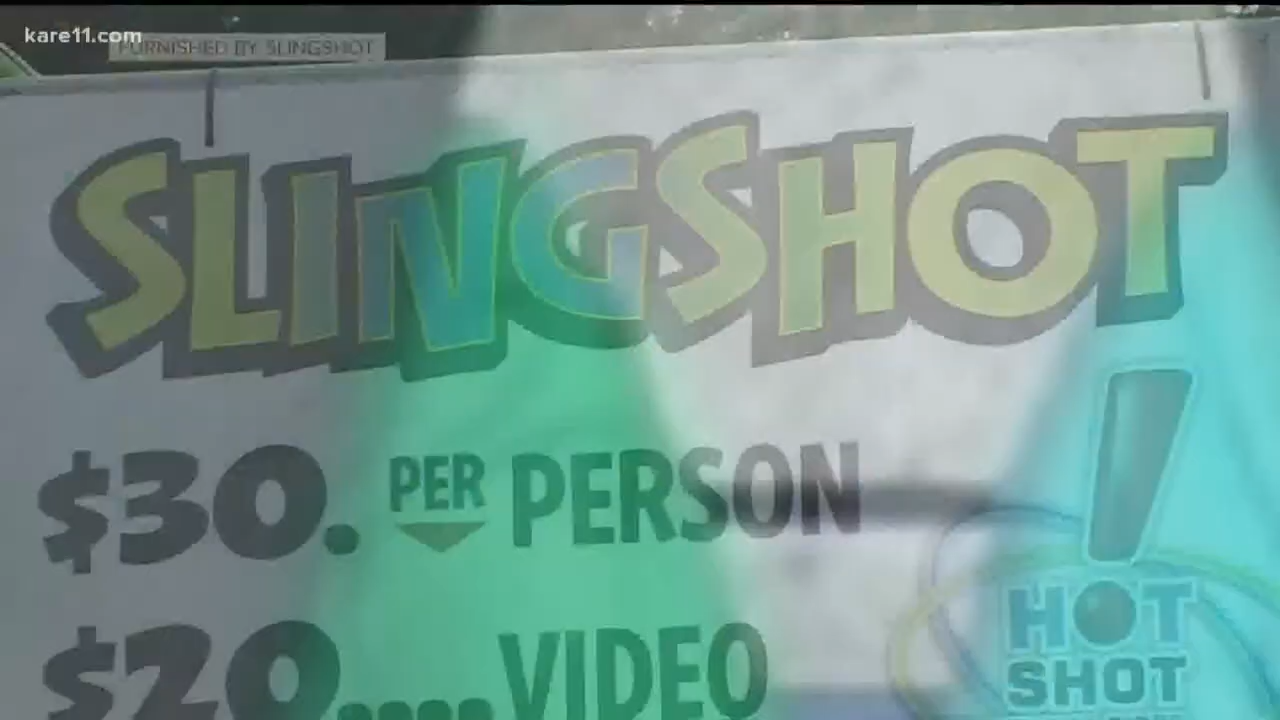 kare11.com
FURNISHED BY SLINGSHOT
SLINGSHOT
$30. PER PERSON
$20....VIDEO
!
HOT
SHOT